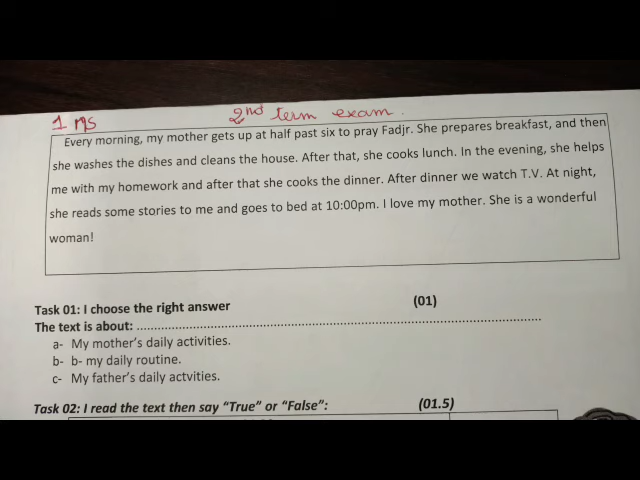 1 ms
2nd term exam.
Every morning, my mother gets up at half past six to pray Fadjr. She prepares breakfast, and then
she washes the dishes and cleans the house. After that, she cooks lunch. In the evening, she helps
me with my homework and after that she cooks the dinner. After dinner we watch T.V. At night,
she reads some stories to me and goes to bed at 10:00pm. I love my mother. She is a wonderful
woman!
Task 01: I choose the right answer (01)
The text is about: ................................................................................
a- My mother's daily activities.
b- b- my daily routine.
c- My father's daily actvities.
Task 02: I read the text then say "True" or "False": (01.5)